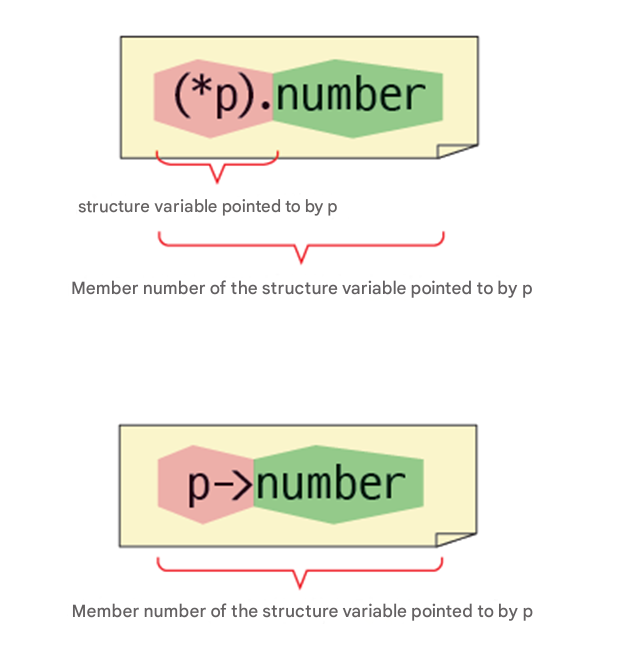 (*p).number
structure variable pointed to by p
Member number of the structure variable pointed to by p
p->number
Member number of the structure variable pointed to by p